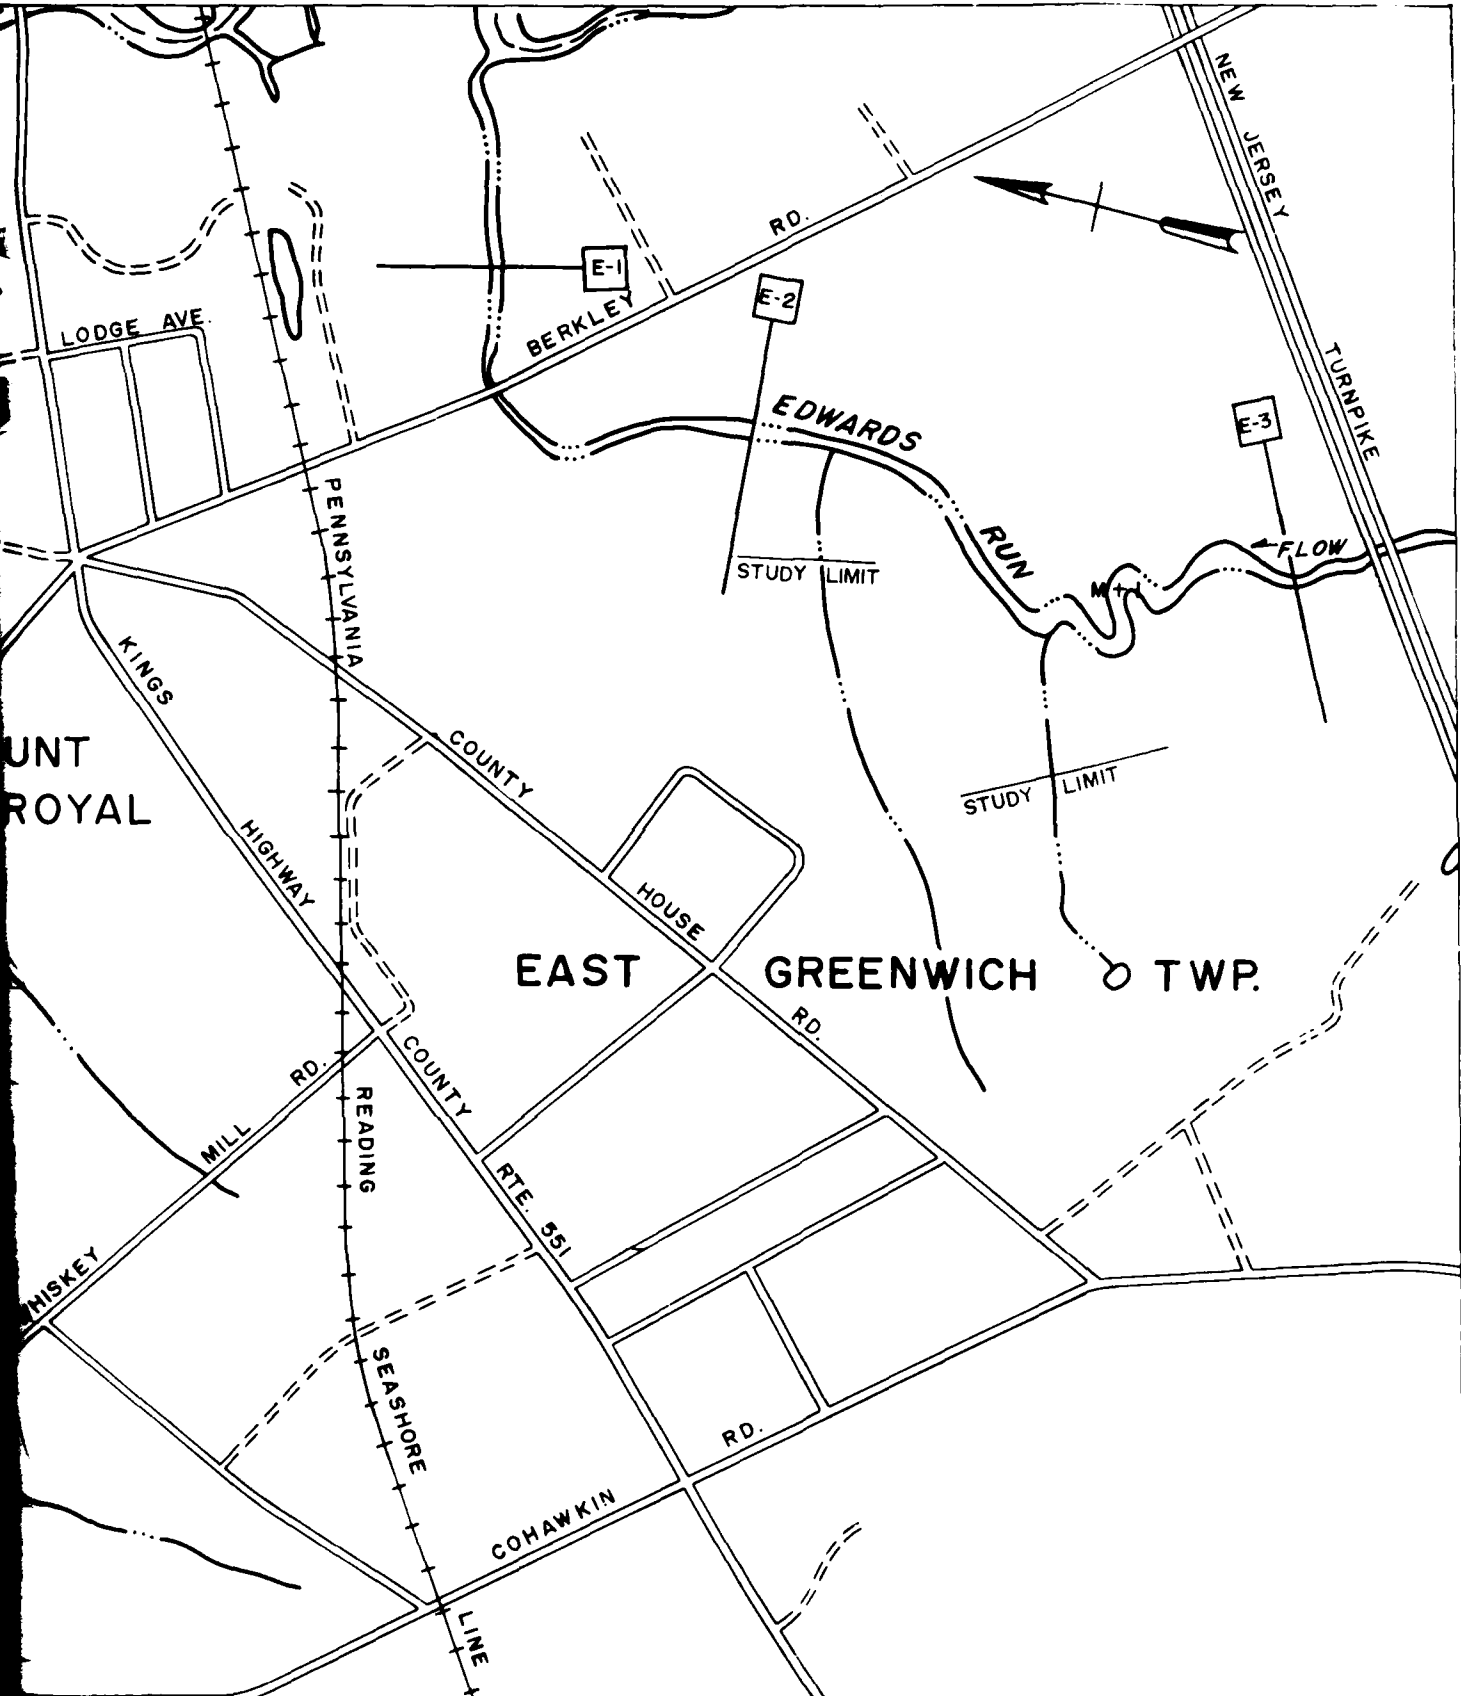 NEW JERSEY TURNPIKE
BERKLEY RD.
E-1
E-2
E-3
LODGE AVE.
EDWARDS RUN
FLOW
STUDY LIMIT
PENNSYLVANIA READING SEASHORE LINE
KINGS HIGHWAY
COUNTY RTE. 551
UNT
ROYAL
COUNTY HOUSE RD.
STUDY LIMIT
EAST GREENWICH TWP.
HISKEY MILL RD.
COHAWKIN RD.